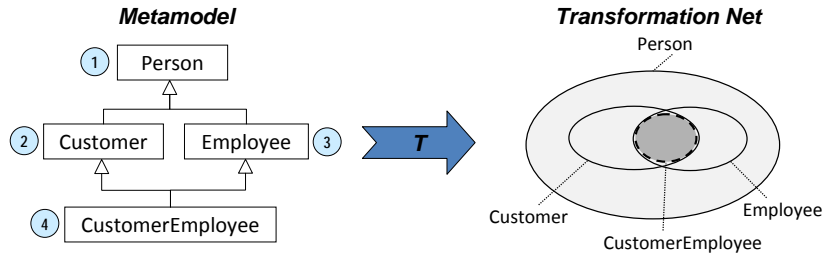 Metamodel
1
Person
2
Customer
Employee
3
4
CustomerEmployee
T
Transformation Net
Person
Customer
Employee
CustomerEmployee